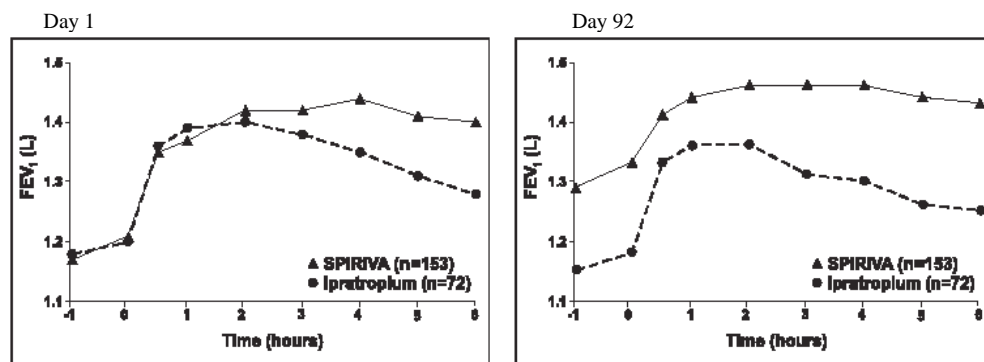 Day 1
1.5
1.4
1.3
1.2
1.1
FEV1 (L)
-1 0 1 2 3 4 5 6
Time (hours)
SPIRIVA (n=153)
Ipratropium (n=72)
Day 92
1.5
1.4
1.3
1.2
1.1
FEV1 (L)
-1 0 1 2 3 4 5 6
Time (hours)
SPIRIVA (n=153)
Ipratropium (n=72)